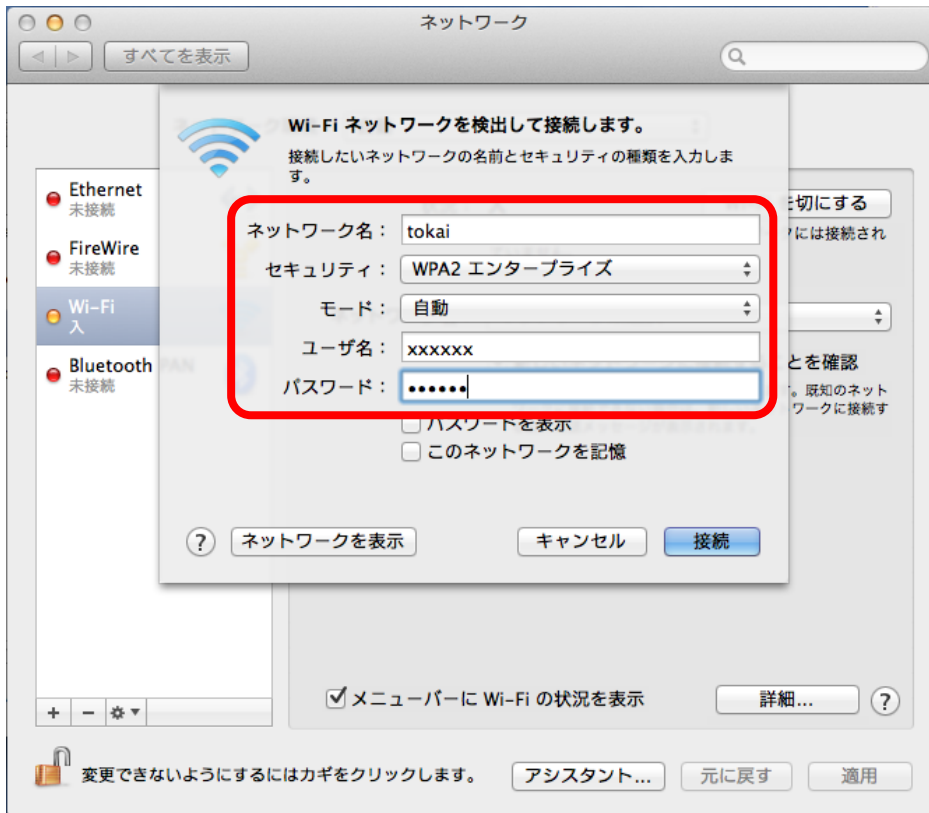 ネットワーク
すべてを表示
Wi-Fi ネットワークを検出して接続します。
接続したいネットワークの名前とセキュリティの種類を入力しま
す。
Ethernet
未接続
FireWire
未接続
Wi-Fi
入
Bluetooth PAN
未接続
を切にする
には接続され
ネットワーク名： tokai
セキュリティ： WPA2 エンタープライズ
モード： 自動
ユーザ名： xxxxxx
パスワード： ••••••
とを確認
。既知のネット
ワークに接続す
パスワードを表示
このネットワークを記憶
? ネットワークを表示 キャンセル 接続
メニューバーに Wi-Fi の状況を表示 詳細... ?
+ −
変更できないようにするにはカギをクリックします。 アシスタント... 元に戻す 適用